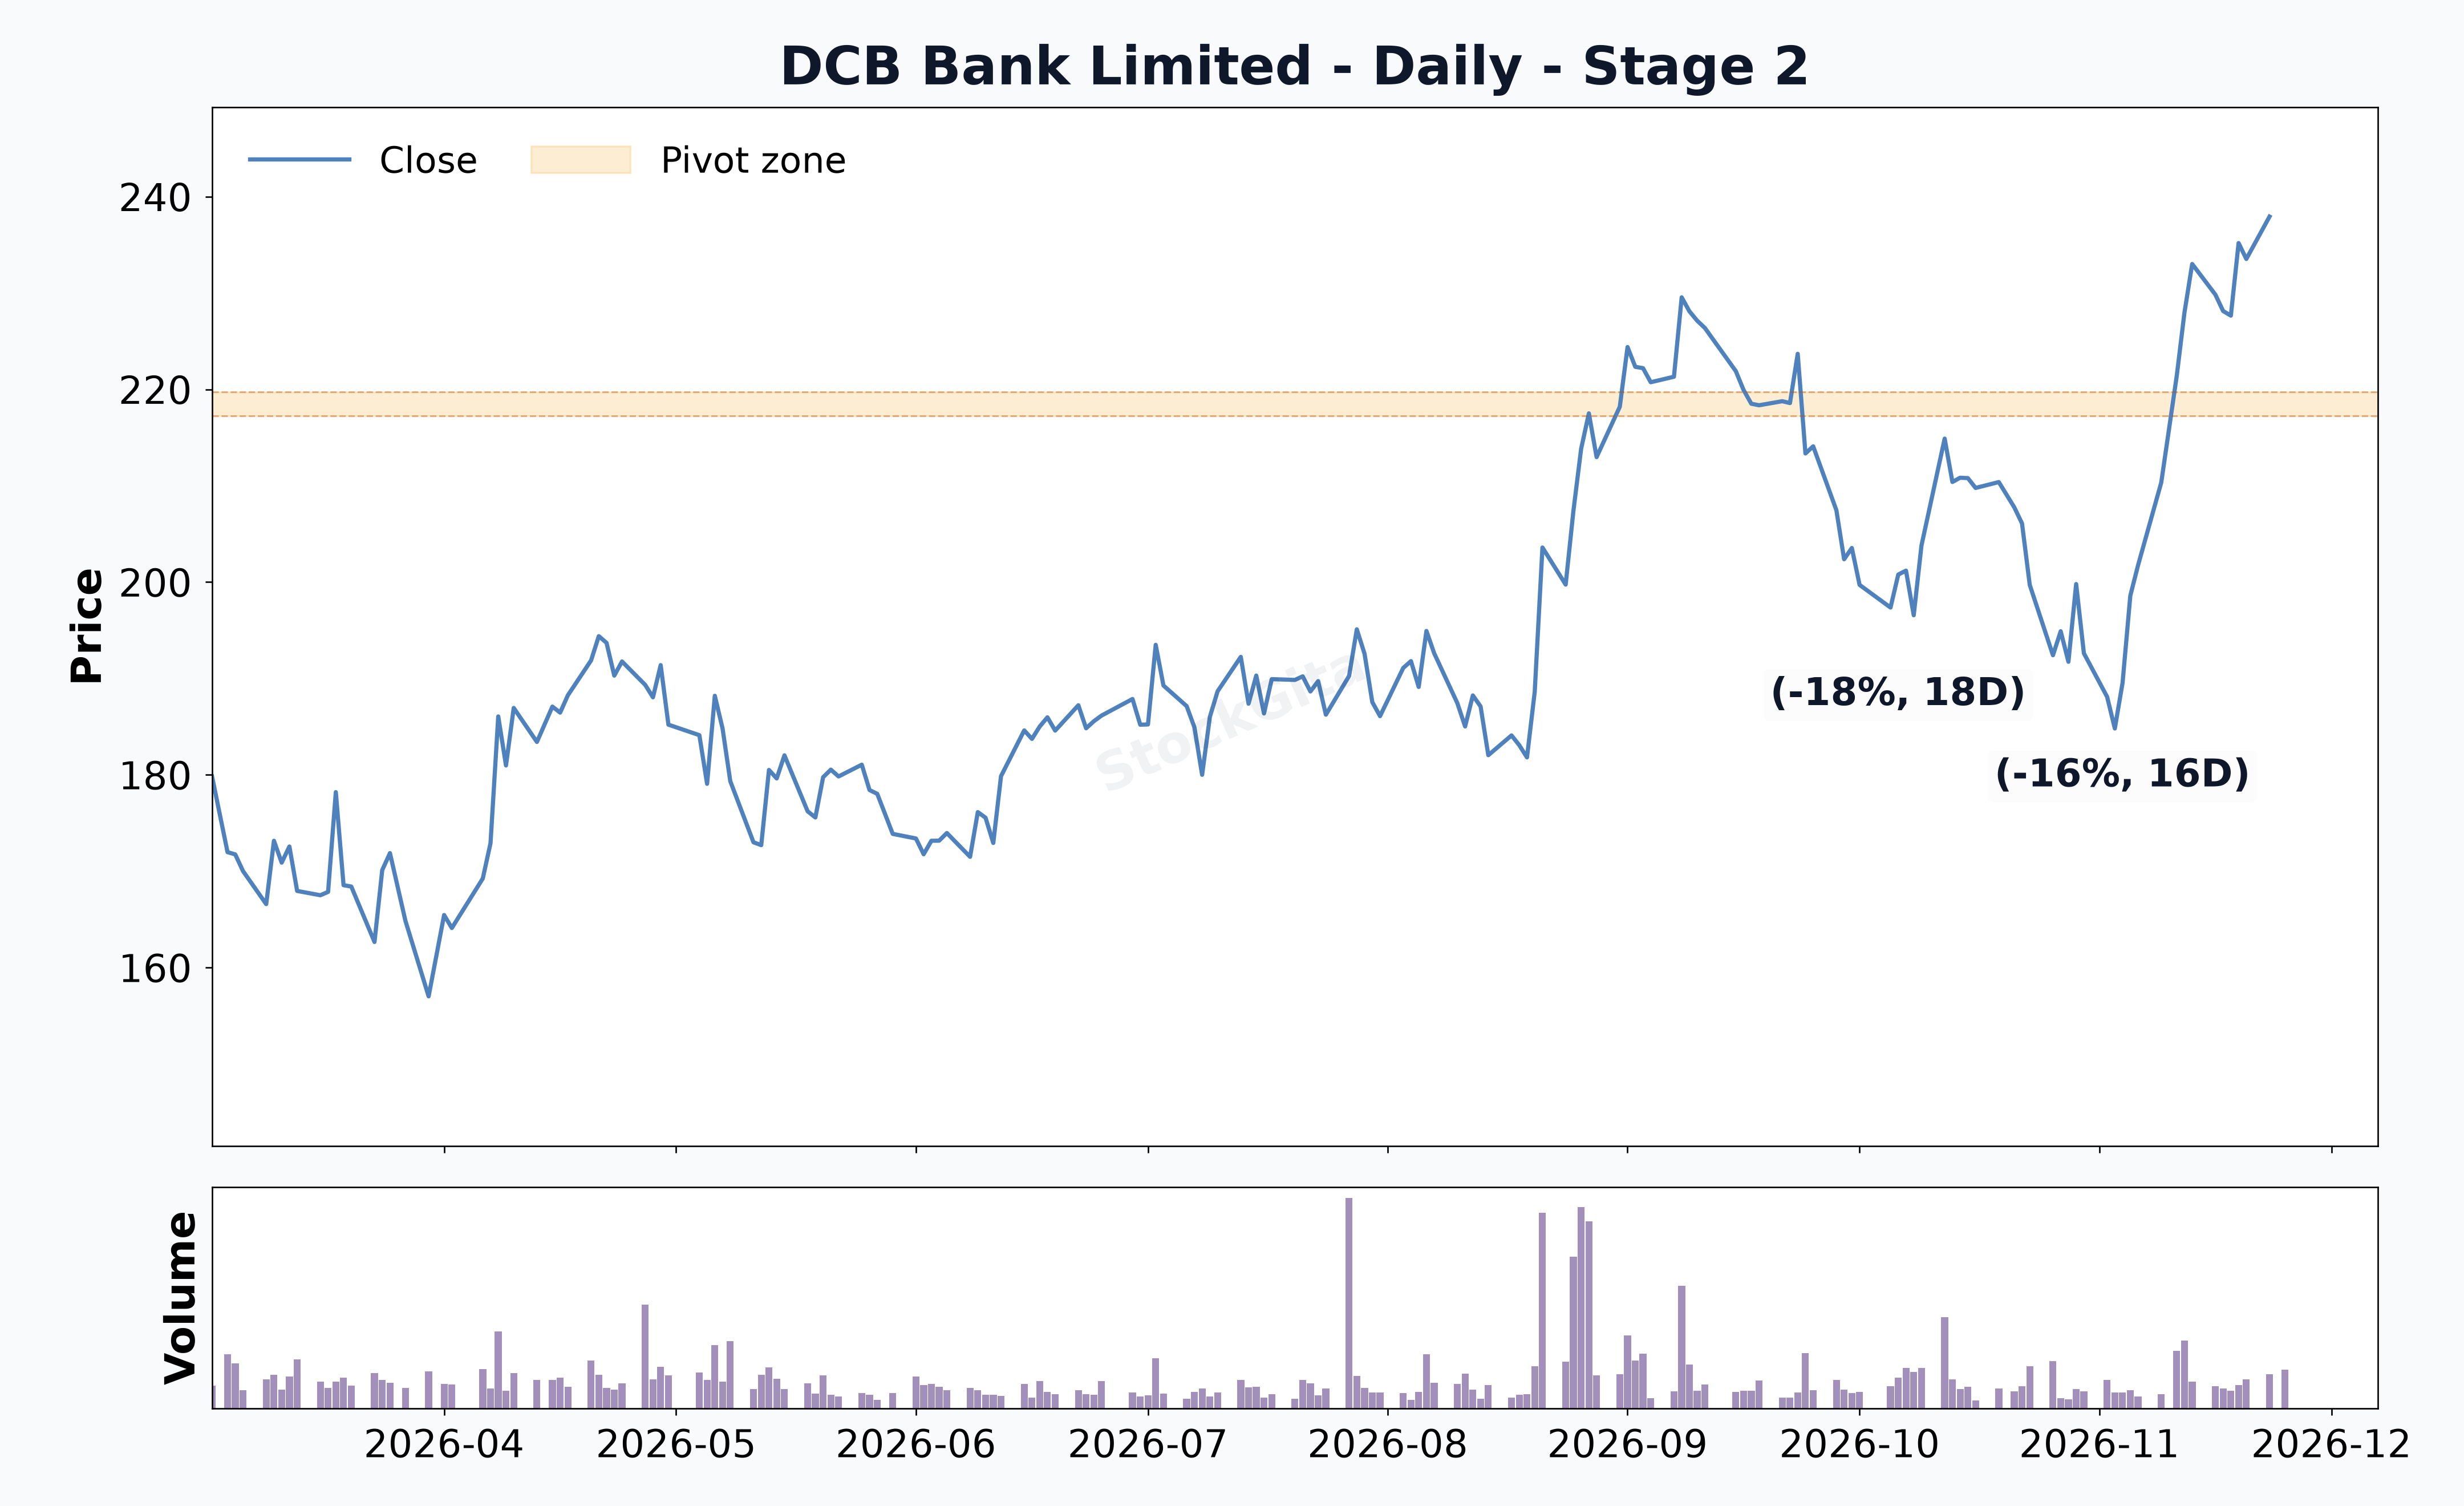 DCB Bank Limited - Daily - Stage 2
Close
Pivot zone
240
220
200
180
160
Price
StockGita
(-18%, 18D)
(-16%, 16D)
Volume
2026-04
2026-05
2026-06
2026-07
2026-08
2026-09
2026-10
2026-11
2026-12